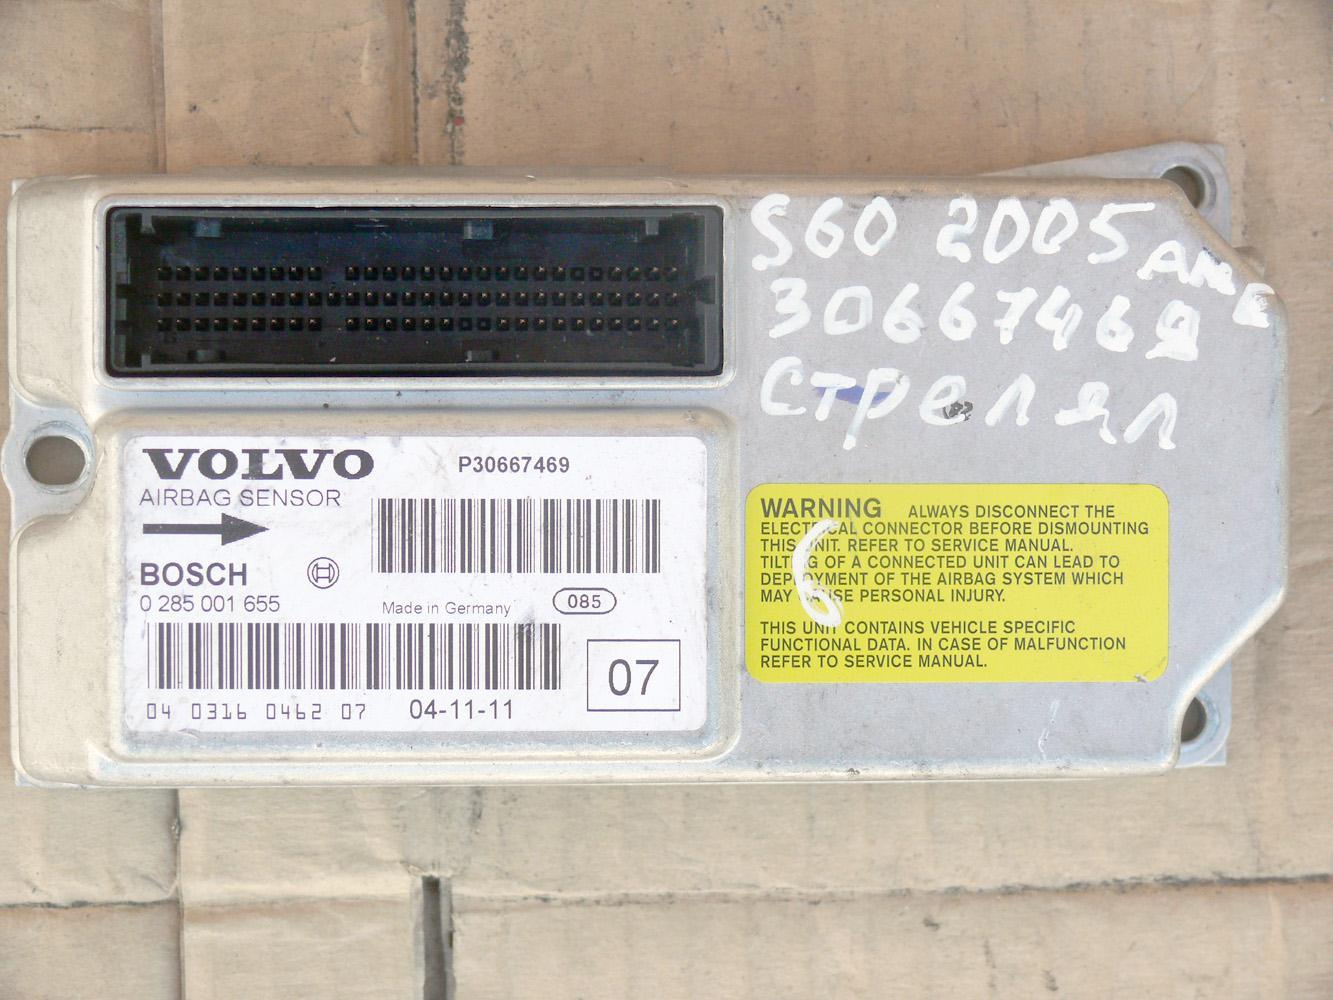 S60 2005 AME
30667469
Стрелял
VOLVO
P30667469
AIRBAG SENSOR
BOSCH
0 285 001 655
Made in Germany
085
07
04 0316 0462 07
04-11-11
WARNING ALWAYS DISCONNECT THE
ELECTRICAL CONNECTOR BEFORE DISMOUNTING
THIS UNIT. REFER TO SERVICE MANUAL.
TILTING OF A CONNECTED UNIT CAN LEAD TO
DEPLOYMENT OF THE AIRBAG SYSTEM WHICH
MAY CAUSE PERSONAL INJURY.
THIS UNIT CONTAINS VEHICLE SPECIFIC
FUNCTIONAL DATA. IN CASE OF MALFUNCTION
REFER TO SERVICE MANUAL.
6